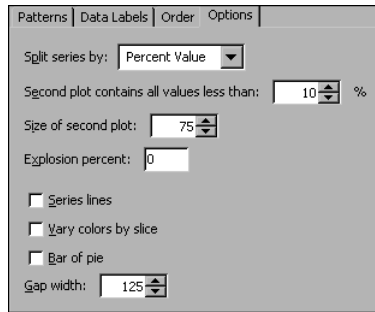 Patterns Data Labels Order Options
Split series by: Percent Value
Second plot contains all values less than: 10 %
Size of second plot: 75
Explosion percent: 0
Series lines
Vary colors by slice
Bar of pie
Gap width: 125